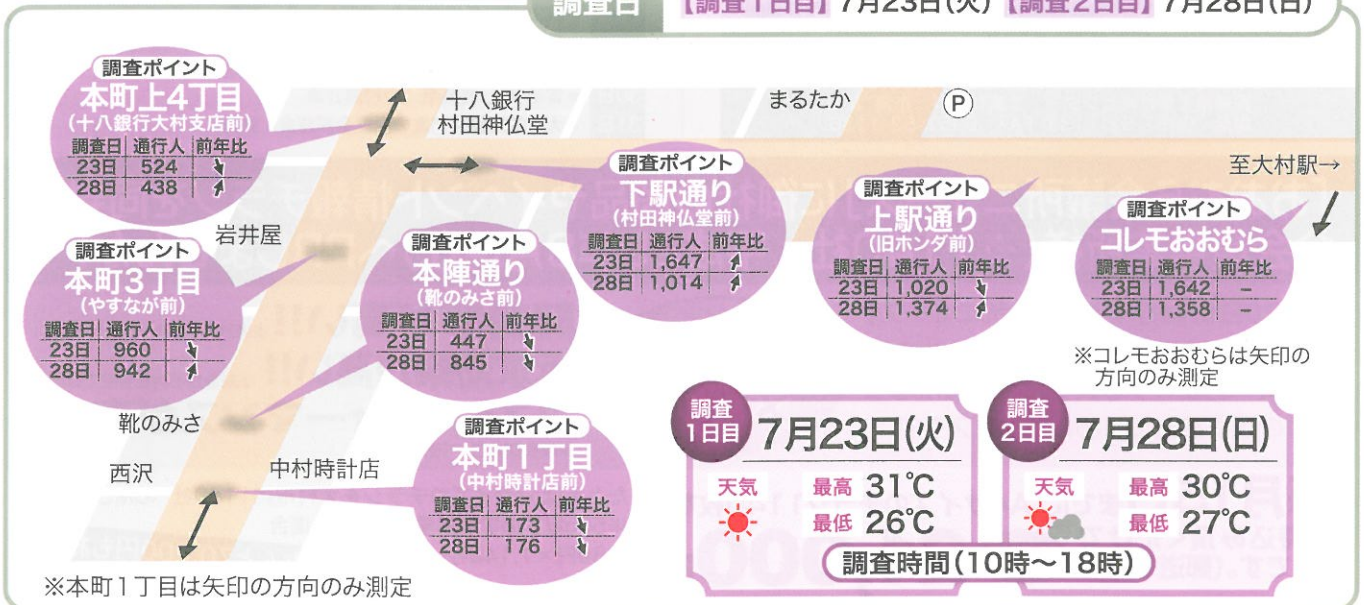 調査日 【調査1日目】7月23日(火)【調査2日目】7月28日(日)
調査ポイント
本町上4丁目
(十八銀行大村支店前)
調査日 通行人 前年比
23日 524 ↘
28日 438 ↗
十八銀行
村田神仏堂
まるたか
P
至大村駅→
調査ポイント
下駅通り
(村田神仏堂前)
調査日 通行人 前年比
23日 1,647 ↗
28日 1,014 ↗
調査ポイント
上駅通り
(旧ホンダ前)
調査日 通行人 前年比
23日 1,020 ↘
28日 1,374 ↗
調査ポイント
コレモおおむら
調査日 通行人 前年比
23日 1,642 −
28日 1,358 −
※コレモおおむらは矢印の
方向のみ測定
岩井屋
調査ポイント
本町3丁目
(やすなが前)
調査日 通行人 前年比
23日 960 ↘
28日 942 ↗
調査ポイント
本陣通り
(靴のみさ前)
調査日 通行人 前年比
23日 447 ↘
28日 845 ↘
靴のみさ
西沢
中村時計店
調査ポイント
本町1丁目
(中村時計店前)
調査日 通行人 前年比
23日 173 ↘
28日 176 ↘
※本町1丁目は矢印の方向のみ測定
調査
1日目 7月23日(火)
天気 最高 31℃
最低 26℃
調査
2日目 7月28日(日)
天気 最高 30℃
最低 27℃
調査時間(10時〜18時)